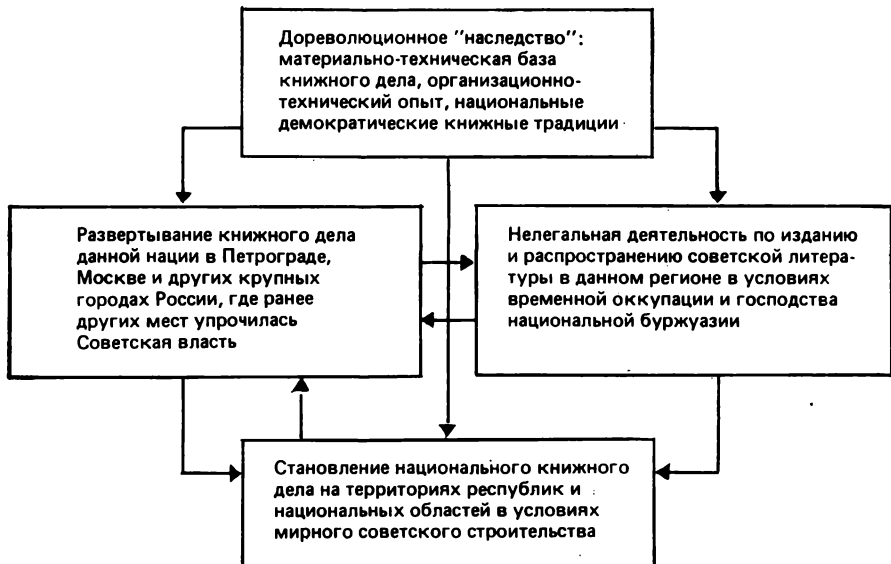 Дореволюционное "наследство":
материально-техническая база
книжного дела, организационно-
технический опыт, национальные
демократические книжные традиции
Развертывание книжного дела
данной нации в Петрограде,
Москве и других крупных
городах России, где ранее
других мест упрочилась
Советская власть
Нелегальная деятельность по изданию
и распространению советской литера-
туры в данном регионе в условиях
временной оккупации и господства
национальной буржуазии
Становление национального книжного
дела на территориях республик и
национальных областей в условиях
мирного советского строительства